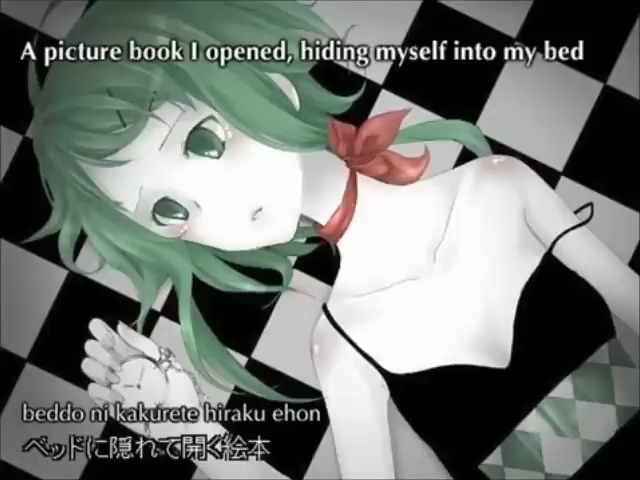 A picture book I opened, hiding myself into my bed
beddo ni kakurete hiraku ehon
ベッドに隠れて開く絵本